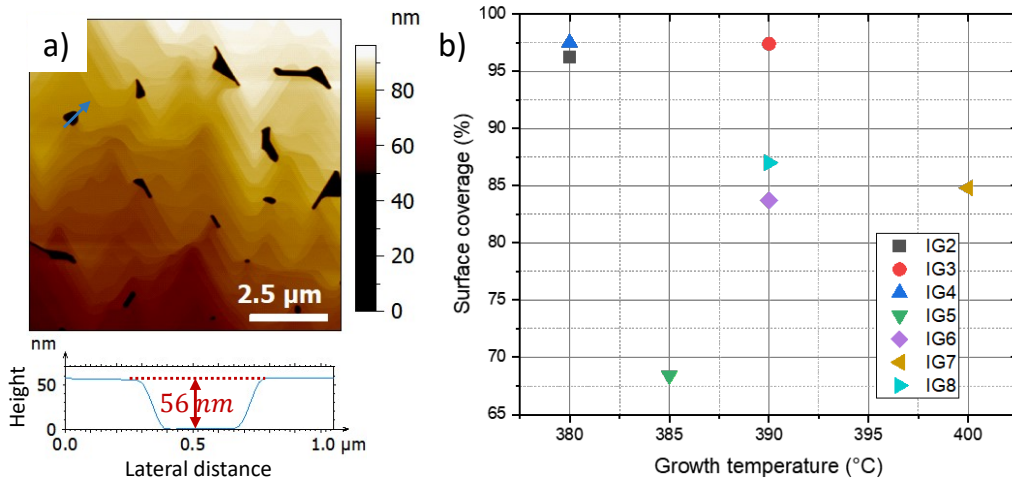 a)
nm
80
60
40
20
0
2.5 µm
nm
Height
50
0
56 nm
0.0 0.5 1.0 µm
Lateral distance
b)
Surface coverage (%)
100
95
90
85
80
75
70
65
380 385 390 395 400
Growth temperature (°C)
IG2
IG3
IG4
IG5
IG6
IG7
IG8